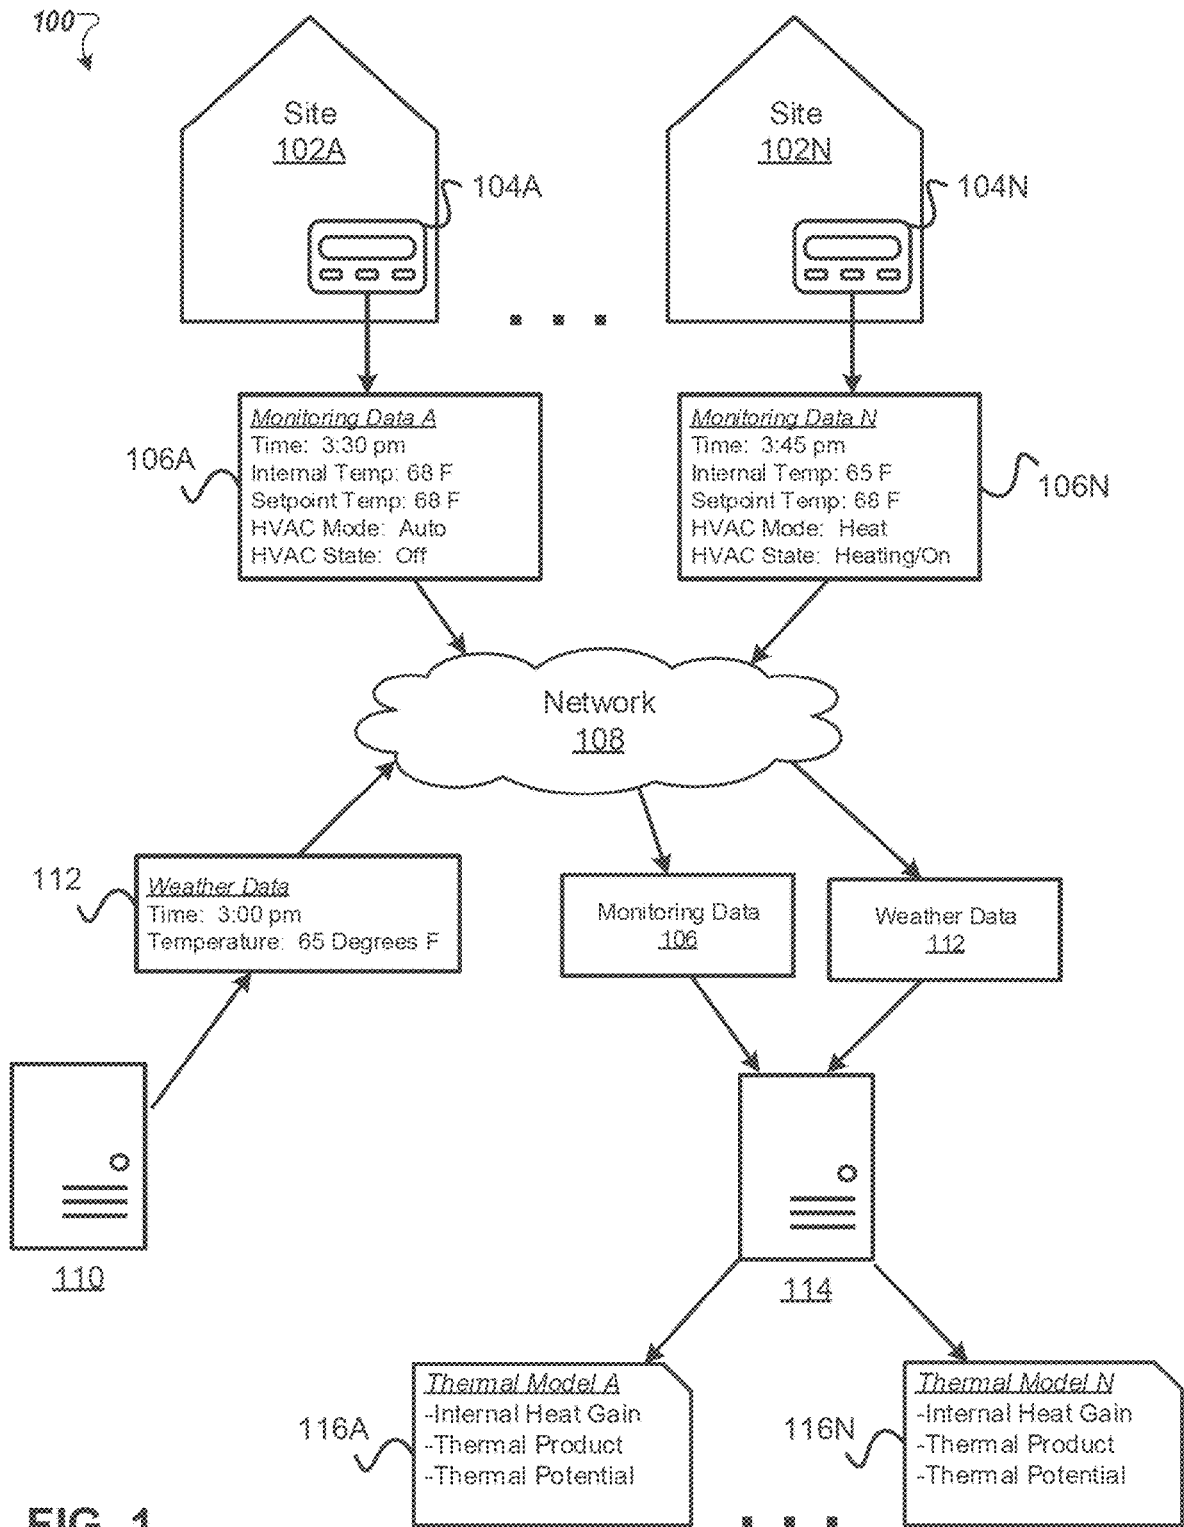 100
Site
102A
Site
102N
104A
104N
Monitoring Data A
Time: 3:30 pm
Internal Temp: 68 F
Setpoint Temp: 68 F
HVAC Mode: Auto
HVAC State: Off
106A
Monitoring Data N
Time: 3:45 pm
Internal Temp: 65 F
Setpoint Temp: 68 F
HVAC Mode: Heat
HVAC State: Heating/On
106N
Network
108
112
Weather Data
Time: 3:00 pm
Temperature: 65 Degrees F
Monitoring Data
106
Weather Data
112
110
114
116A
Thermal Model A
-Internal Heat Gain
-Thermal Product
-Thermal Potential
116N
Thermal Model N
-Internal Heat Gain
-Thermal Product
-Thermal Potential
FIG. 1